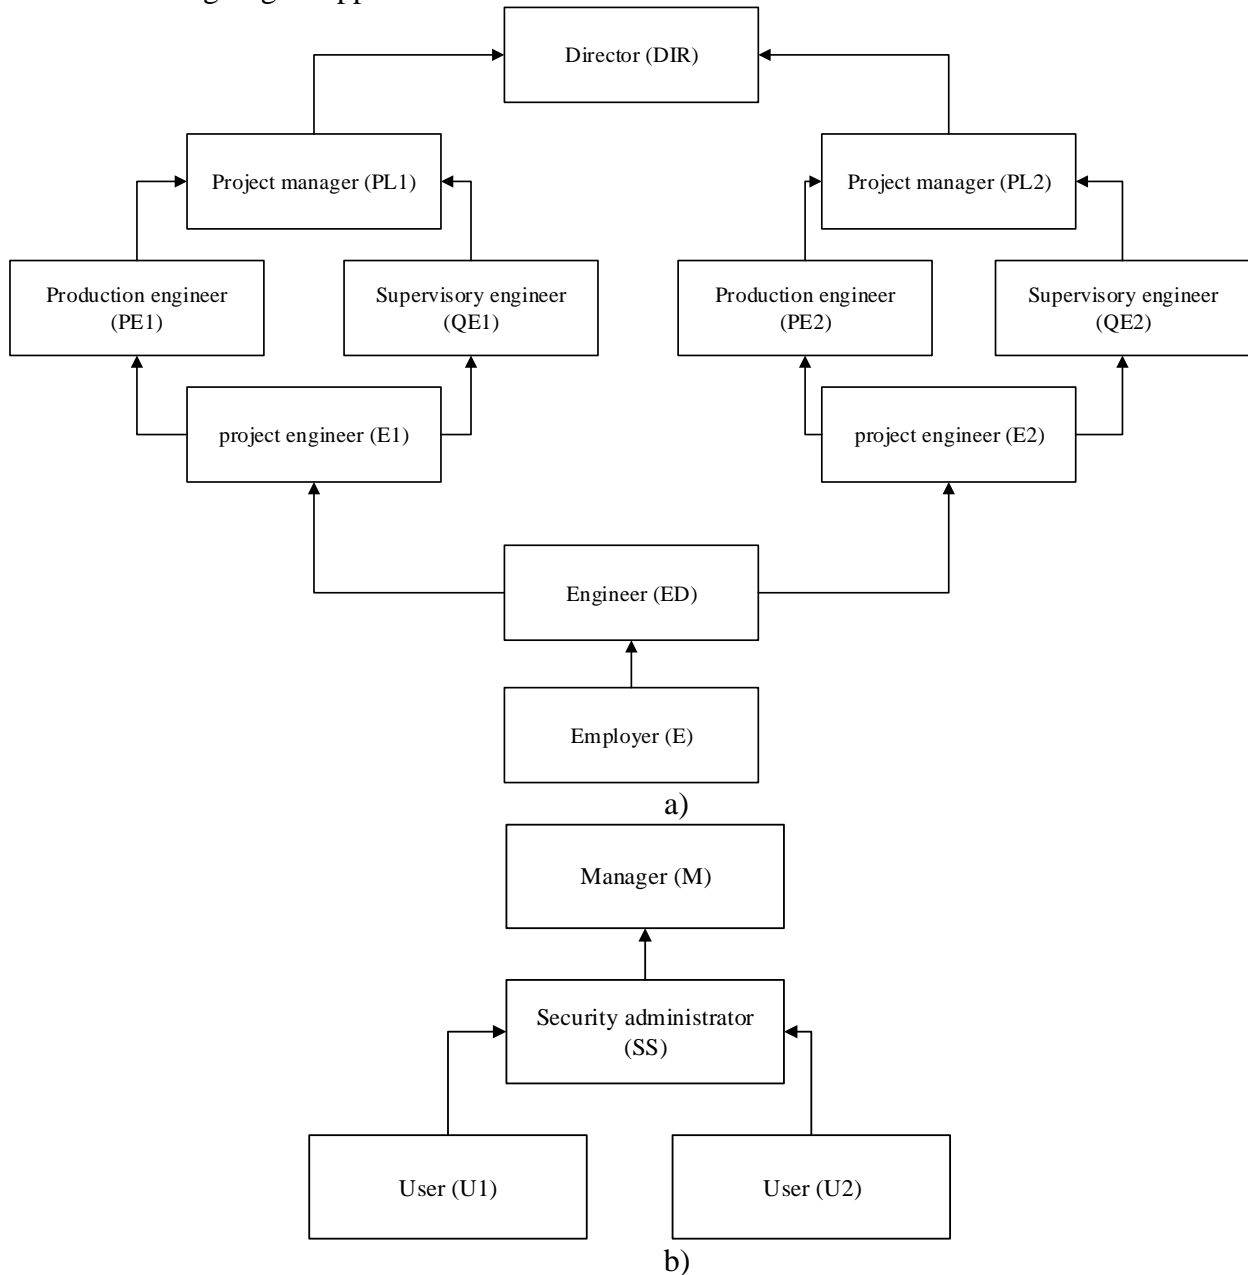 Director (DIR)
Project manager (PL1)
Project manager (PL2)
Production engineer
(PE1)
Supervisory engineer
(QE1)
Production engineer
(PE2)
Supervisory engineer
(QE2)
project engineer (E1)
project engineer (E2)
Engineer (ED)
Employer (E)
a)
Manager (M)
Security administrator
(SS)
User (U1)
User (U2)
b)